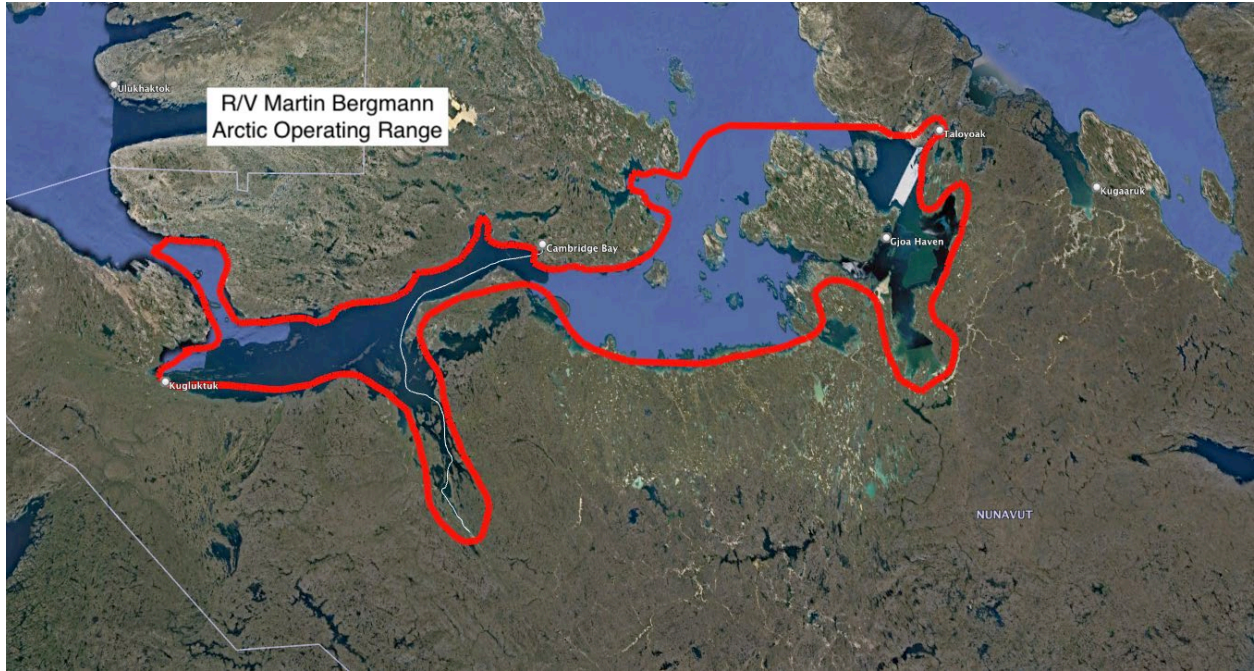 Ulukhaktok
R/V Martin Bergmann
Arctic Operating Range
Taloyoak
Kugaaruk
Gjoa Haven
Cambridge Bay
Kugluktuk
NUNAVUT